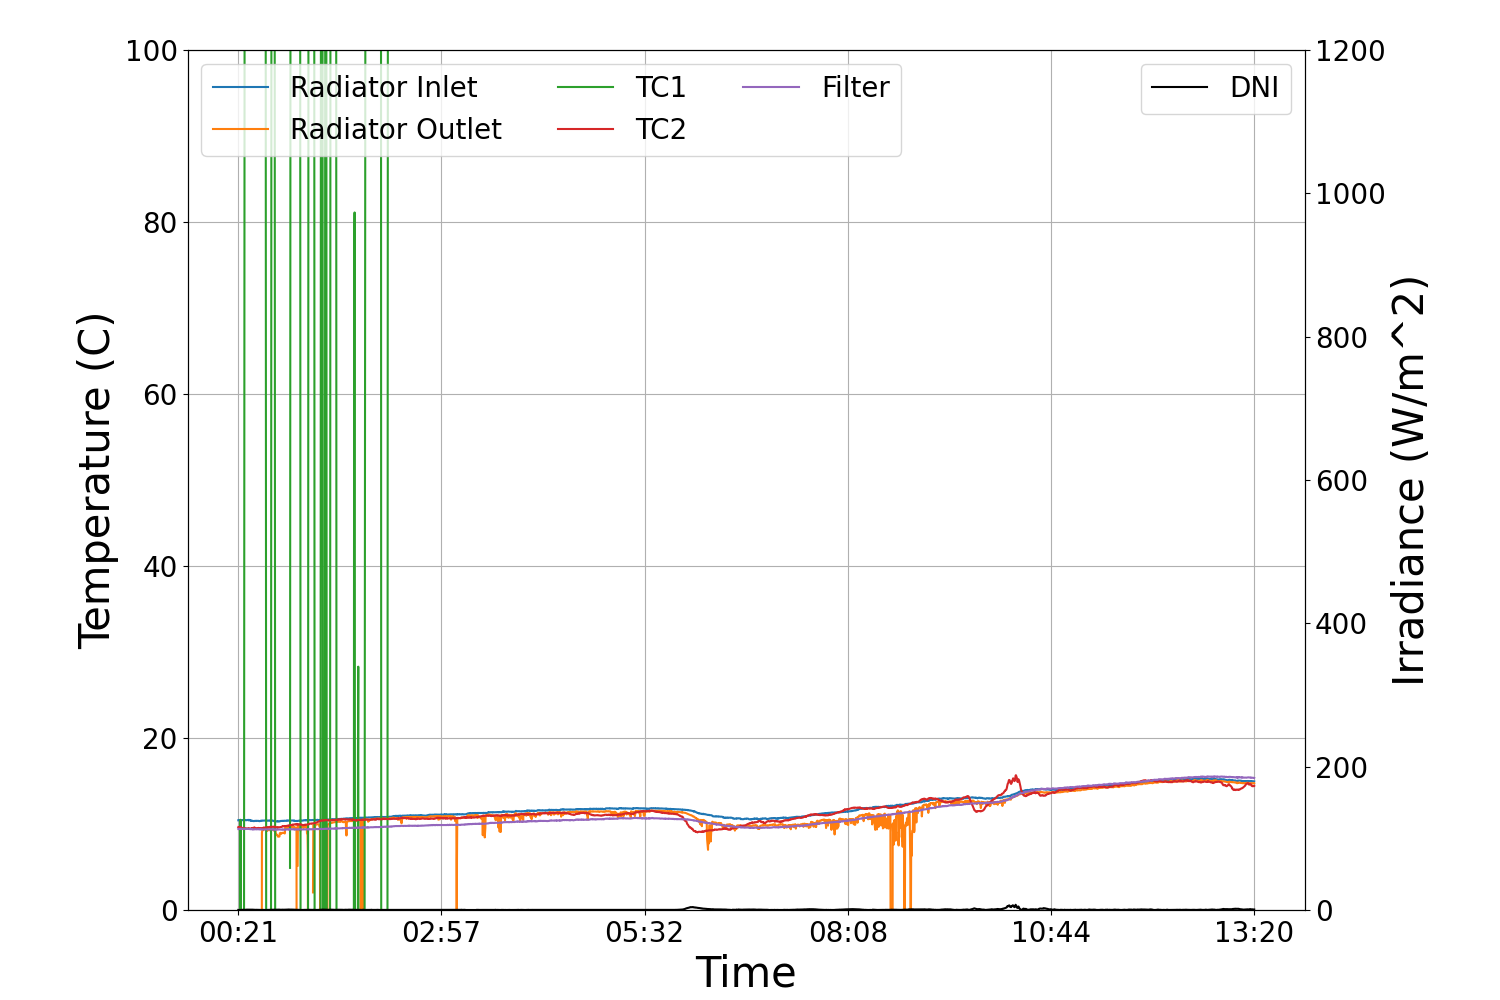 Radiator Inlet
Radiator Outlet
TC1
TC2
Filter
DNI
100
80
60
40
20
0
Temperature (C)
1200
1000
800
600
400
200
0
Irradiance (W/m^2)
00:21 02:57 05:32 08:08 10:44 13:20
Time